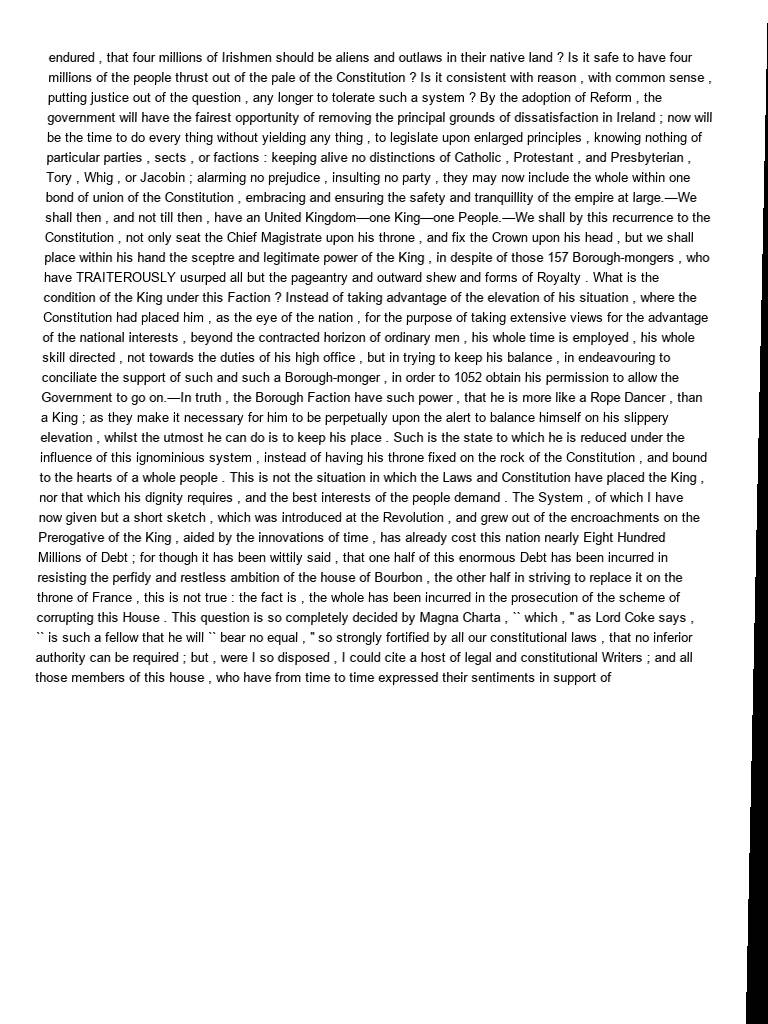 endured , that four millions of Irishmen should be aliens and outlaws in their native land ? Is it safe to have four
millions of the people thrust out of the pale of the Constitution ? Is it consistent with reason , with common sense ,
putting justice out of the question , any longer to tolerate such a system ? By the adoption of Reform , the
government will have the fairest opportunity of removing the principal grounds of dissatisfaction in Ireland ; now will
be the time to do every thing without yielding any thing , to legislate upon enlarged principles , knowing nothing of
particular parties , sects , or factions : keeping alive no distinctions of Catholic , Protestant , and Presbyterian ,
Tory , Whig , or Jacobin ; alarming no prejudice , insulting no party , they may now include the whole within one
bond of union of the Constitution , embracing and ensuring the safety and tranquillity of the empire at large.—We
shall then , and not till then , have an United Kingdom—one King—one People.—We shall by this recurrence to the
Constitution , not only seat the Chief Magistrate upon his throne , and fix the Crown upon his head , but we shall
place within his hand the sceptre and legitimate power of the King , in despite of those 157 Borough-mongers , who
have TRAITEROUSLY usurped all but the pageantry and outward shew and forms of Royalty . What is the
condition of the King under this Faction ? Instead of taking advantage of the elevation of his situation , where the
Constitution had placed him , as the eye of the nation , for the purpose of taking extensive views for the advantage
of the national interests , beyond the contracted horizon of ordinary men , his whole time is employed , his whole
skill directed , not towards the duties of his high office , but in trying to keep his balance , in endeavouring to
conciliate the support of such and such a Borough-monger , in order to 1052 obtain his permission to allow the
Government to go on.—In truth , the Borough Faction have such power , that he is more like a Rope Dancer , than
a King ; as they make it necessary for him to be perpetually upon the alert to balance himself on his slippery
elevation , whilst the utmost he can do is to keep his place . Such is the state to which he is reduced under the
influence of this ignominious system , instead of having his throne fixed on the rock of the Constitution , and bound
to the hearts of a whole people . This is not the situation in which the Laws and Constitution have placed the King ,
nor that which his dignity requires , and the best interests of the people demand . The System , of which I have
now given but a short sketch , which was introduced at the Revolution , and grew out of the encroachments on the
Prerogative of the King , aided by the innovations of time , has already cost this nation nearly Eight Hundred
Millions of Debt ; for though it has been wittily said , that one half of this enormous Debt has been incurred in
resisting the perfidy and restless ambition of the house of Bourbon , the other half in striving to replace it on the
throne of France , this is not true : the fact is , the whole has been incurred in the prosecution of the scheme of
corrupting this House . This question is so completely decided by Magna Charta , `` which , " as Lord Coke says ,
`` is such a fellow that he will `` bear no equal , " so strongly fortified by all our constitutional laws , that no inferior
authority can be required ; but , were I so disposed , I could cite a host of legal and constitutional Writers ; and all
those members of this house , who have from time to time expressed their sentiments in support of